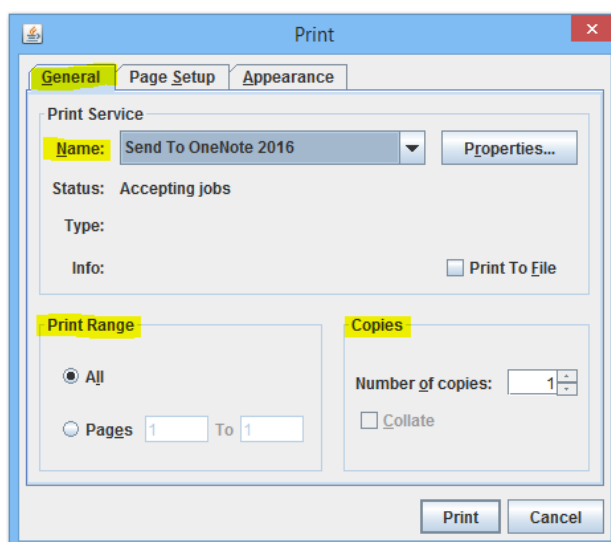 Print
General Page Setup Appearance
Print Service
Name: Send To OneNote 2016 Properties...
Status: Accepting jobs
Type:
Info: Print To File
Print Range
All
Pages 1 To 1
Copies
Number of copies: 1
Collate
Print Cancel